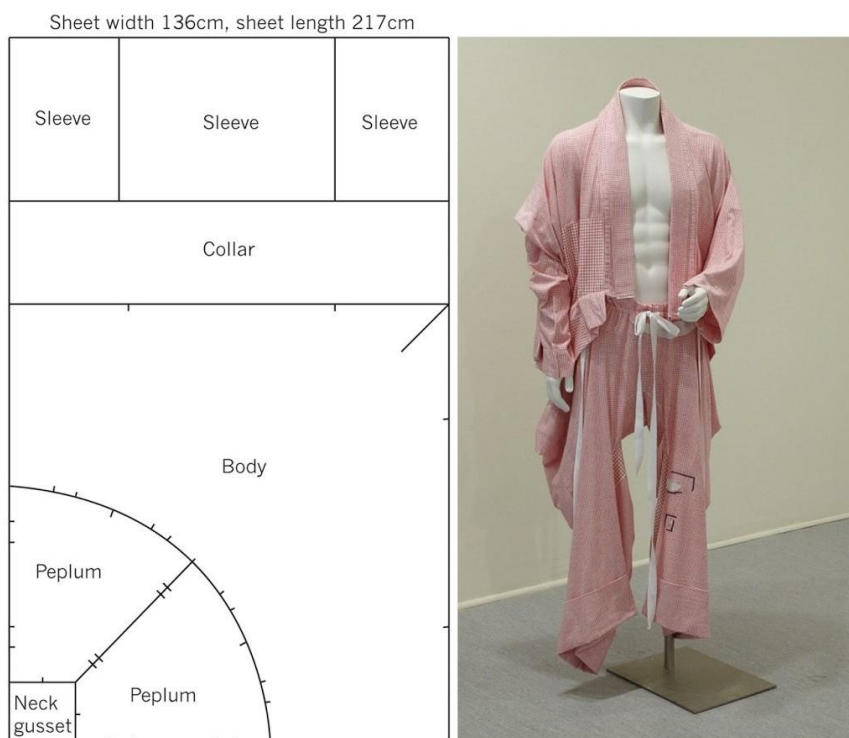 Sheet width 136cm, sheet length 217cm
Sleeve
Sleeve
Sleeve
Collar
Body
Peplum
Peplum
Neck
gusset